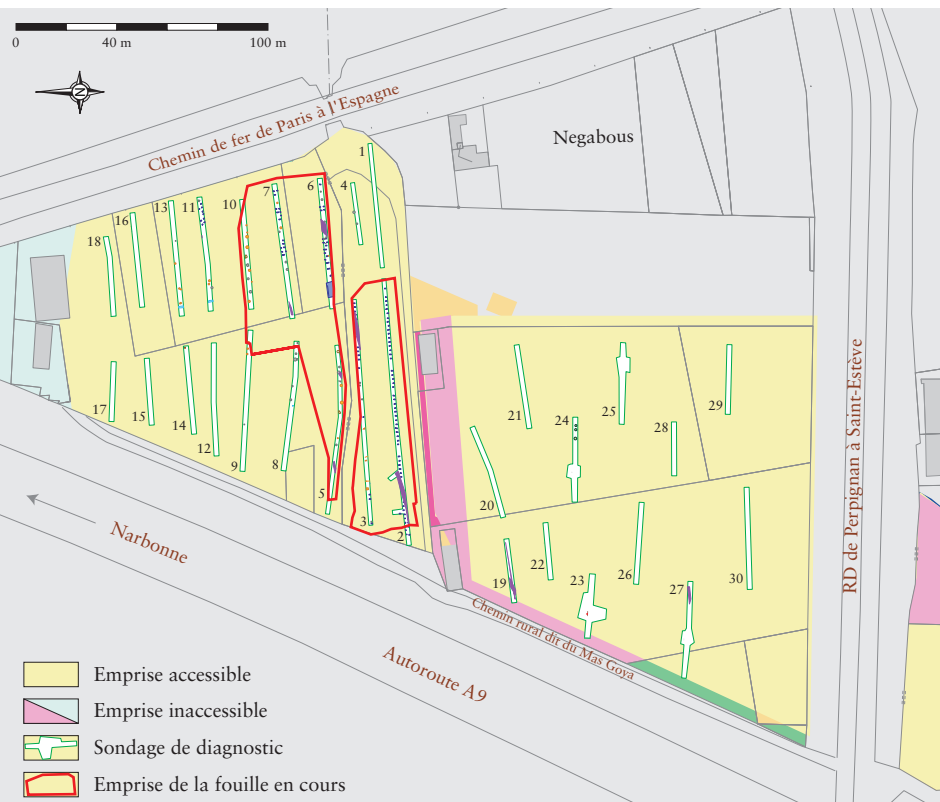 0 40 m 100 m
N
Chemin de fer de Paris à l'Espagne
Negabous
1
4
6
7
10
11
13
16
18
17
15
14
12
9
8
5
3
2
21
24
25
28
29
20
19
22
23
26
27
30
RD de Perpignan à Saint-Estève
Narbonne
Autoroute A9
Chemin rural dit du Mas Goya
Emprise accessible
Emprise inaccessible
Sondage de diagnostic
Emprise de la fouille en cours